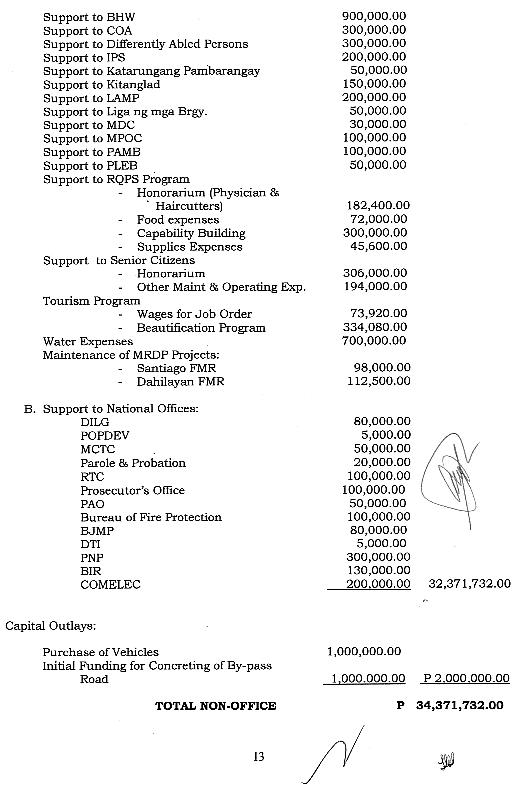 Support to BHW 900,000.00
Support to COA 300,000.00
Support to Differently Abled Persons 300,000.00
Support to IPS 200,000.00
Support to Katarungang Pambarangay 50,000.00
Support to Kitanglad 150,000.00
Support to LAMP 200,000.00
Support to Liga ng mga Brgy. 50,000.00
Support to MDC 30,000.00
Support to MPOC 100,000.00
Support to PAMB 100,000.00
Support to PLEB 50,000.00
Support to RQPS Program
- Honorarium (Physician &
Haircutters) 182,400.00
- Food expenses 72,000.00
- Capability Building 300,000.00
- Supplies Expenses 45,600.00
Support to Senior Citizens
- Honorarium 306,000.00
- Other Maint & Operating Exp. 194,000.00
Tourism Program
- Wages for Job Order 73,920.00
- Beautification Program 334,080.00
Water Expenses 700,000.00
Maintenance of MRDP Projects:
- Santiago FMR 98,000.00
- Dahilayan FMR 112,500.00
B. Support to National Offices:
DILG 80,000.00
POPDEV 5,000.00
MCTC 50,000.00
Parole & Probation 20,000.00
RTC 100,000.00
Prosecutor's Office 100,000.00
PAO 50,000.00
Bureau of Fire Protection 100,000.00
BJMP 80,000.00
DTI 5,000.00
PNP 300,000.00
BIR 130,000.00
COMELEC 200,000.00 32,371,732.00
Capital Outlays:
Purchase of Vehicles 1,000,000.00
Initial Funding for Concreting of By-pass
Road 1,000.000.00 P 2,000,000.00
TOTAL NON-OFFICE P 34,371,732.00
13